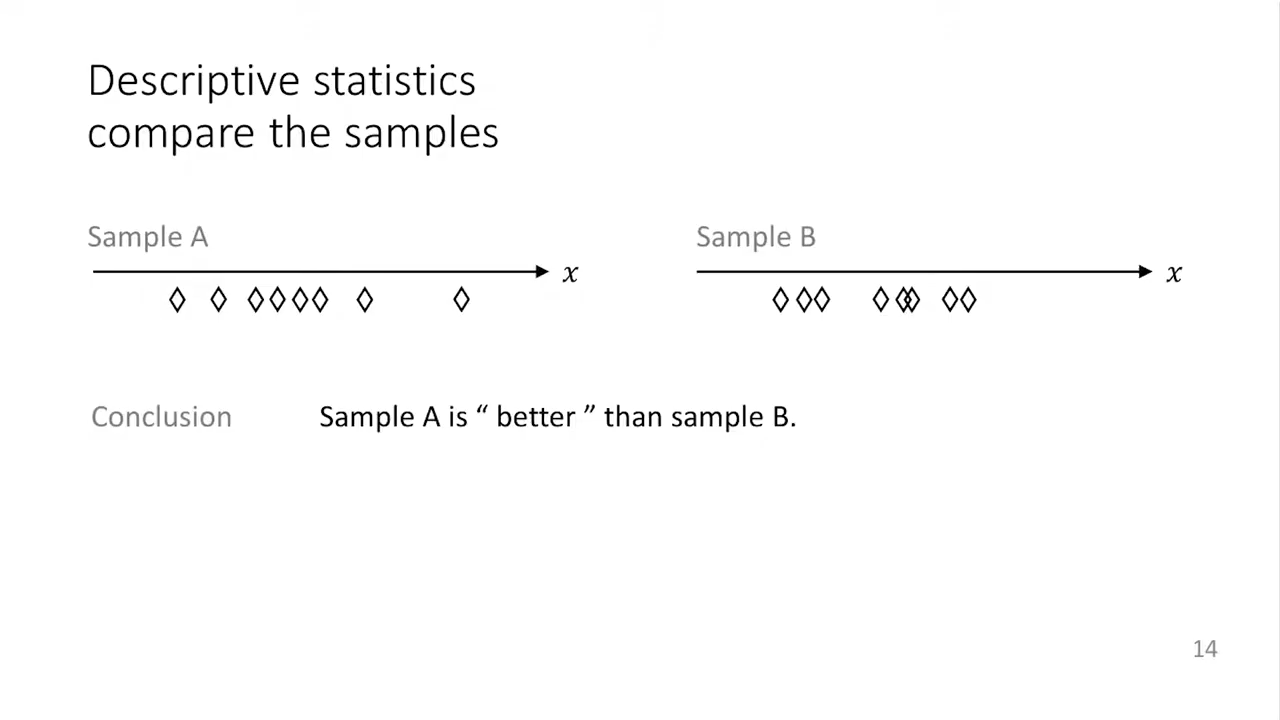 Descriptive statistics
compare the samples
Sample A
Sample B
x
x
Conclusion
Sample A is “ better ” than sample B.
14